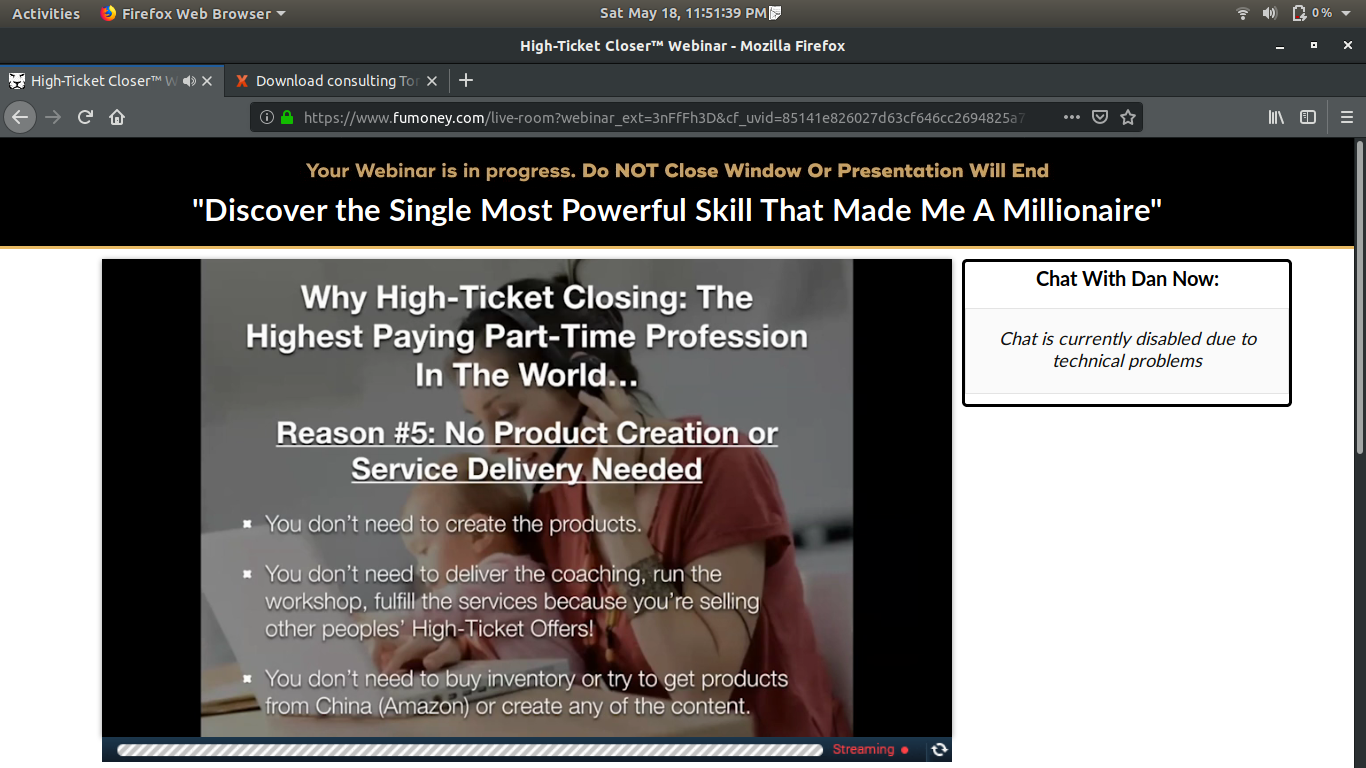 Activities Firefox Web Browser Sat May 18, 11:51:39 PM 0 %
High-Ticket Closer™ Webinar - Mozilla Firefox
High-Ticket Closer™ W Download consulting Tor
https://www.fumoney.com/live-room?webinar_ext=3nFfFh3D&cf_uvid=85141e826027d63cf646cc2694825a7
Your Webinar is in progress. Do NOT Close Window Or Presentation Will End
"Discover the Single Most Powerful Skill That Made Me A Millionaire"
Why High-Ticket Closing: The
Highest Paying Part-Time Profession
In The World...
Reason #5: No Product Creation or
Service Delivery Needed
You don't need to create the products.
You don't need to deliver the coaching, run the
workshop, fulfill the services because you're selling
other peoples' High-Ticket Offers!
You don't need to buy inventory or try to get products
from China (Amazon) or create any of the content.
Streaming
Chat With Dan Now:
Chat is currently disabled due to
technical problems